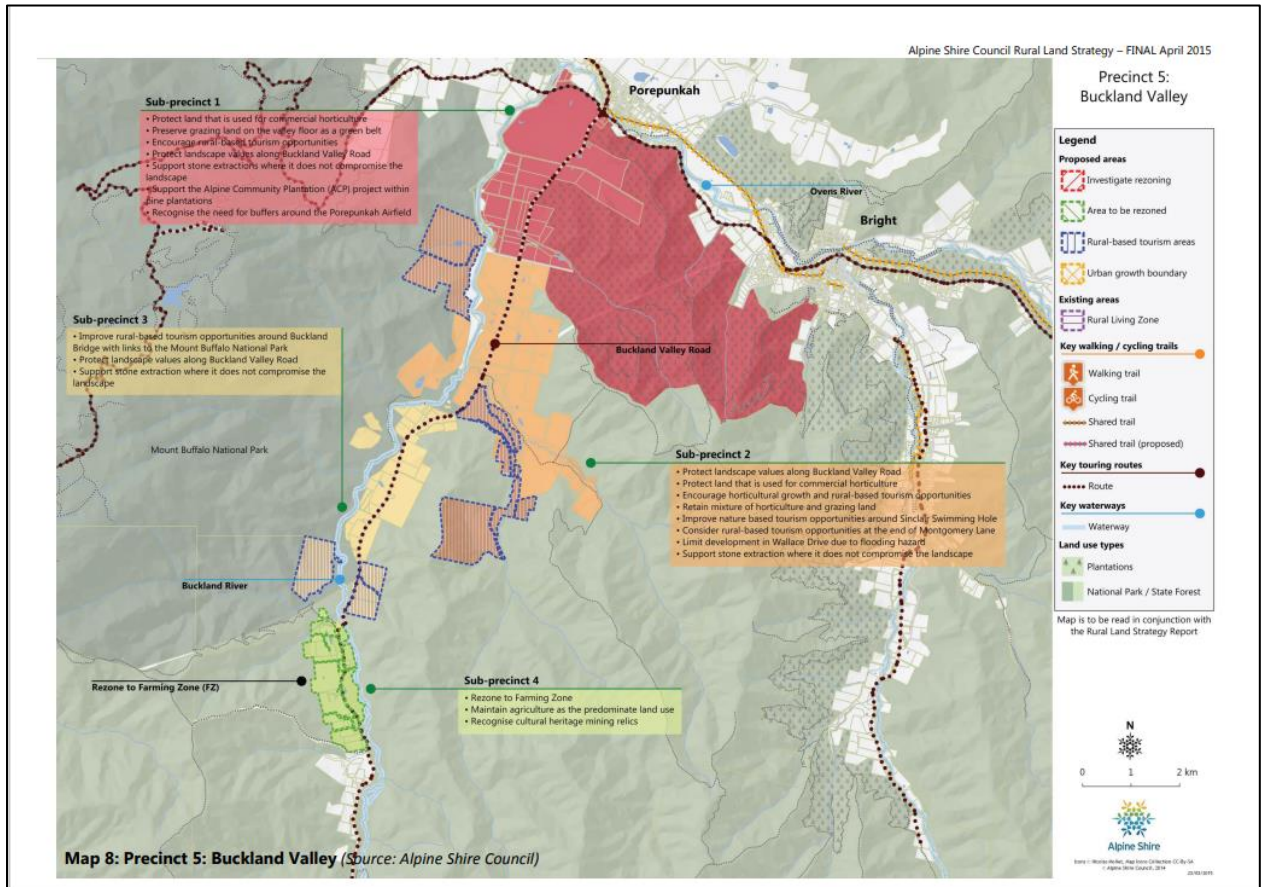 Alpine Shire Council Rural Land Strategy – FINAL April 2015
Precinct 5:
Buckland Valley
Sub-precinct 1
• Protect land that is used for commercial horticulture
• Preserve grazing land on the valley floor as a green belt
• Encourage rural-based tourism opportunities
• Protect landscape values along Buckland Valley Road
• Support stone extractions where it does not compromise the
landscape
• Support the Alpine Community Plantation (ACP) project within
pine plantations
• Recognise the need for buffers around the Porepunkah Airfield
Porepunkah
Ovens River
Bright
Sub-precinct 3
• Improve rural-based tourism opportunities around Buckland
Bridge with links to the Mount Buffalo National Park
• Protect landscape values along Buckland Valley Road
• Support stone extraction where it does not compromise the
landscape
Buckland Valley Road
Mount Buffalo National Park
Sub-precinct 2
• Protect landscape values along Buckland Valley Road
• Protect land that is used for commercial horticulture
• Encourage horticultural growth and rural-based tourism opportunities
• Retain mixture of horticulture and grazing land
• Improve nature based tourism opportunities around Sinclair Swimming Hole
• Consider rural-based tourism opportunities at the end of Montgomery Lane
• Limit development in Wallace Drive due to flooding hazard
• Support stone extraction where it does not compromise the landscape
Buckland River
Rezone to Farming Zone (FZ)
Sub-precinct 4
• Rezone to Farming Zone
• Maintain agriculture as the predominate land use
• Recognise cultural heritage mining relics
Legend
Proposed areas
Investigate rezoning
Area to be rezoned
Rural-based tourism areas
Urban growth boundary
Existing areas
Rural Living Zone
Key walking / cycling trails
Walking trail
Cycling trail
Shared trail
Shared trail (proposed)
Key touring routes
Route
Key waterways
Waterway
Land use types
Plantations
National Park / State Forest
Map is to be read in conjunction with
the Rural Land Strategy Report
N
0 1 2 km
Alpine Shire
Icons © Nicolas Mollet, Map Icons Collection CC-By-SA
© Alpine Shire Council, 2014
Map 8: Precinct 5: Buckland Valley (Source: Alpine Shire Council)